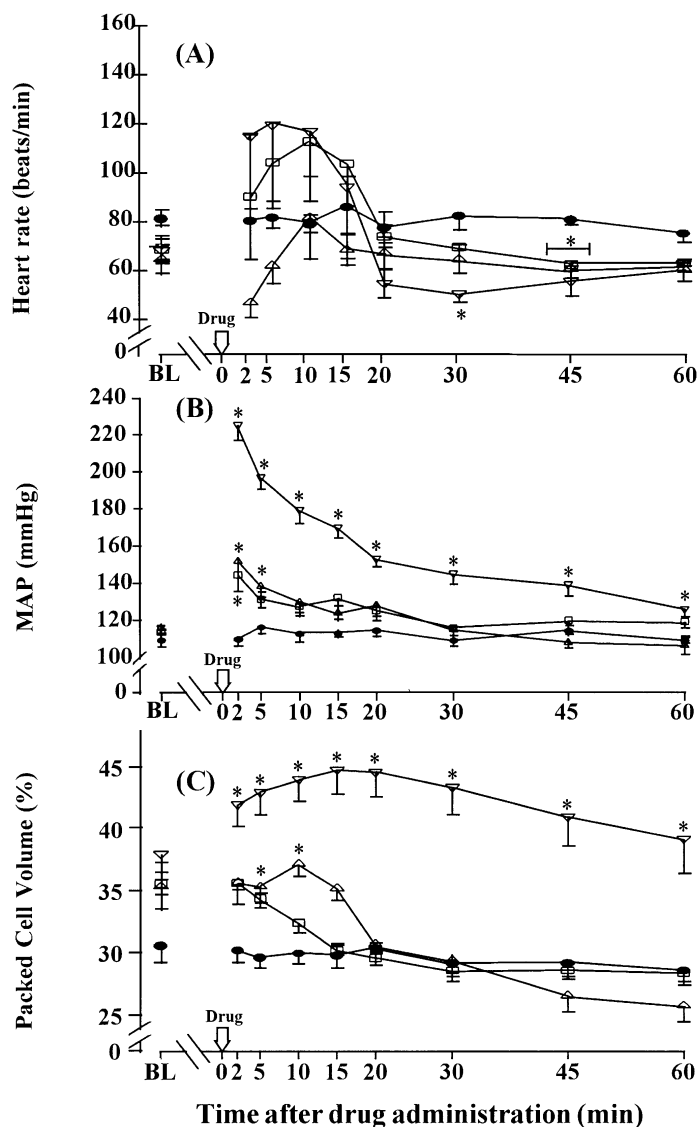 160
(A)
140
120
100
80
60
40
0
Heart rate (beats/min)
*
*
Drug
BL 0 2 5 10 15 20 30 45 60
240
(B)
220
200
180
160
140
120
100
0
MAP (mmHg)
* * * * * * * *
* *
*
Drug
BL 0 2 5 10 15 20 30 45 60
45
(C)
40
35
30
25
0
Packed Cell Volume (%)
* * * * * * * *
* *
Drug
BL 0 2 5 10 15 20 30 45 60
Time after drug administration (min)